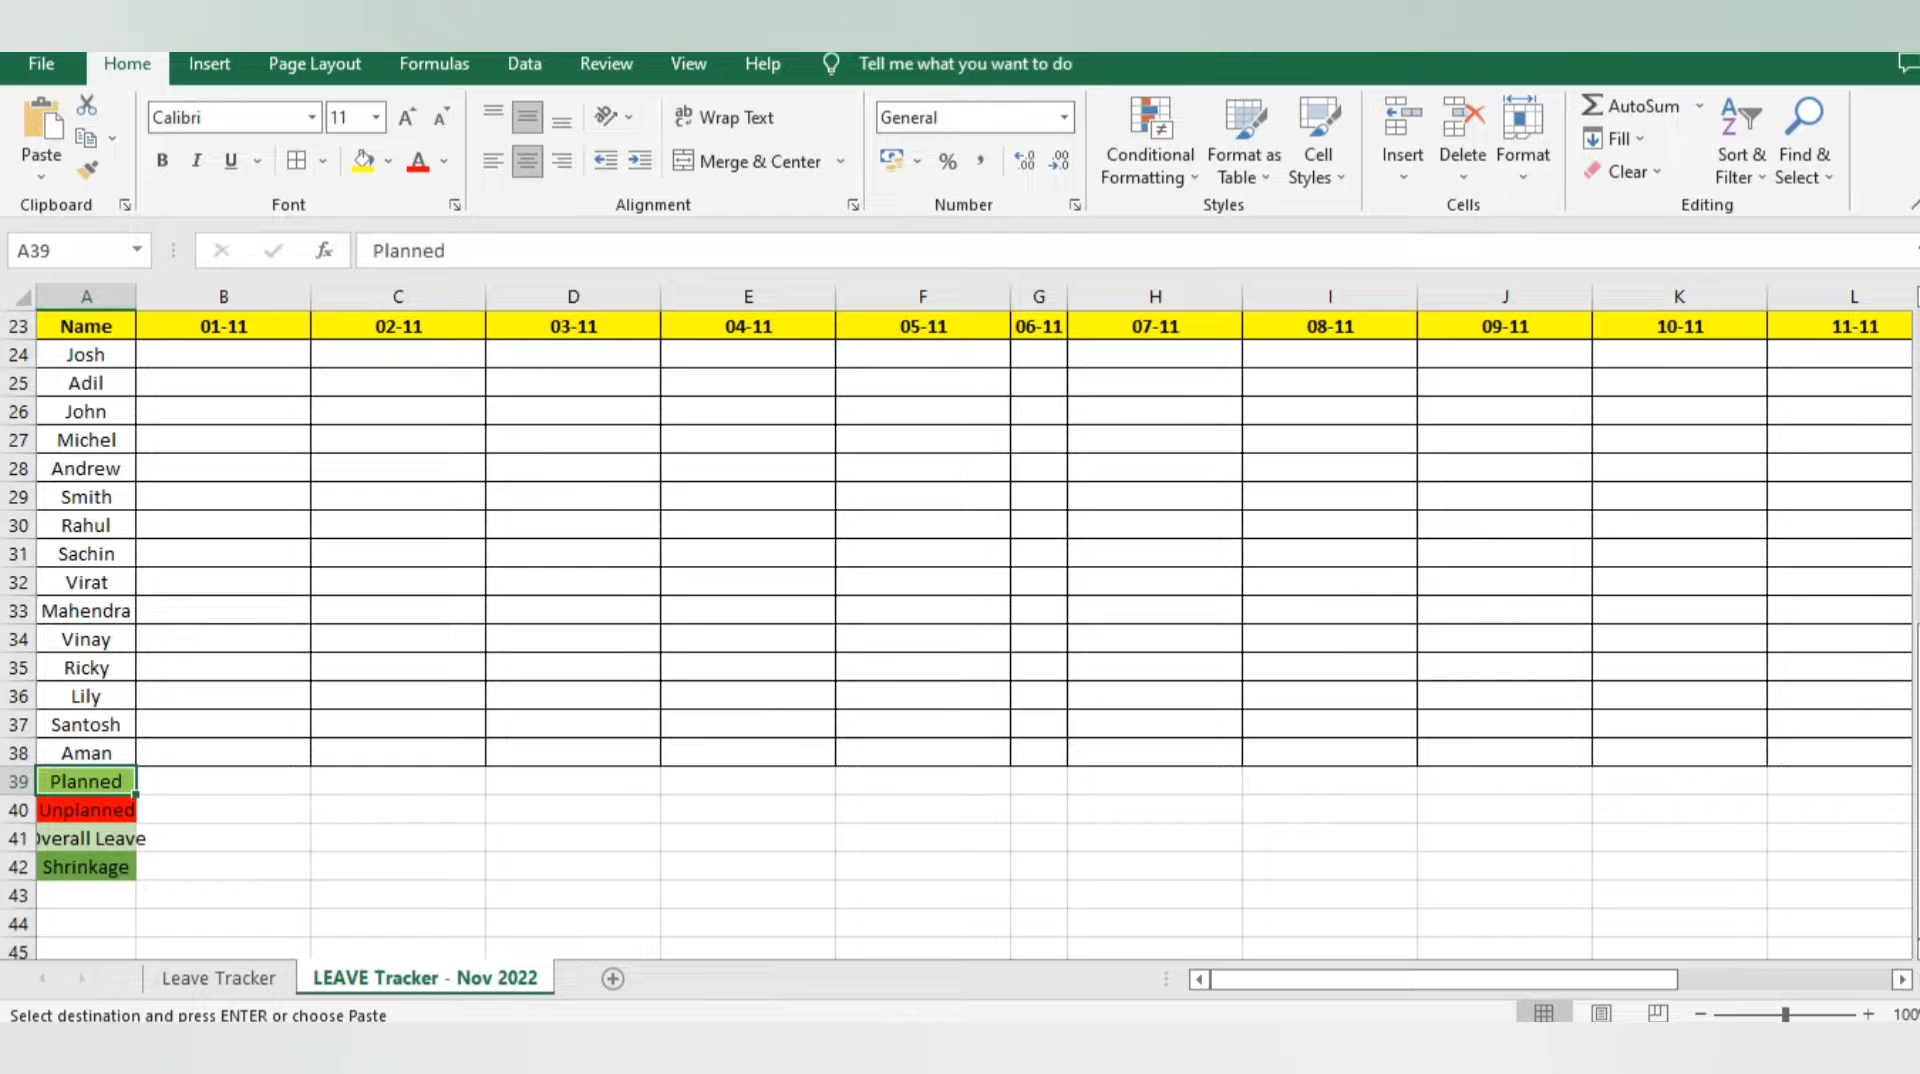 File Home Insert Page Layout Formulas Data Review View Help Tell me what you want to do
Calibri 11 Wrap Text General AutoSum
Paste B I U Merge & Center % Conditional Formatting Format as Table Cell Styles Insert Delete Format Fill Clear Sort & Filter Find & Select
Clipboard Font Alignment Number Styles Cells Editing
A39 fx Planned
A B C D E F G H I J K L
23 Name 01-11 02-11 03-11 04-11 05-11 06-11 07-11 08-11 09-11 10-11 11-11
24 Josh
25 Adil
26 John
27 Michel
28 Andrew
29 Smith
30 Rahul
31 Sachin
32 Virat
33 Mahendra
34 Vinay
35 Ricky
36 Lily
37 Santosh
38 Aman
39 Planned
40 Unplanned
41 Overall Leave
42 Shrinkage
43
44
45
Leave Tracker LEAVE Tracker - Nov 2022
Select destination and press ENTER or choose Paste 100%